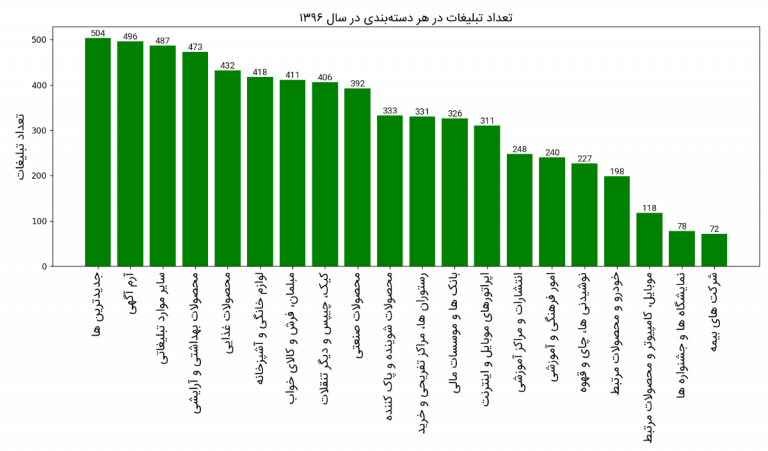 تعداد تبلیغات در هر دسته‌بندی در سال ۱۳۹۶
تعداد تبلیغات
500
400
300
200
100
0
504
496
487
473
432
418
411
406
392
333
331
326
311
248
240
227
198
118
78
72
جدیدترین ها
آرم آگهی
سایر موارد تبلیغاتی
محصولات بهداشتی و آرایشی
محصولات غذایی
لوازم خانگی و آشپزخانه
مبلمان، فرش و کالای خواب
کیک، چیپس و دیگر تنقلات
محصولات صنعتی
محصولات شوینده و پاک کننده
رستوران ها، مراکز تفریحی و خرید
بانک ها و موسسات مالی
اپراتورهای موبایل و اینترنت
انتشارات و مراکز آموزشی
امور فرهنگی و آموزشی
نوشیدنی ها، چای و قهوه
خودرو و محصولات مرتبط
موبایل، کامپیوتر و محصولات مرتبط
نمایشگاه ها و جشنواره ها
شرکت های بیمه